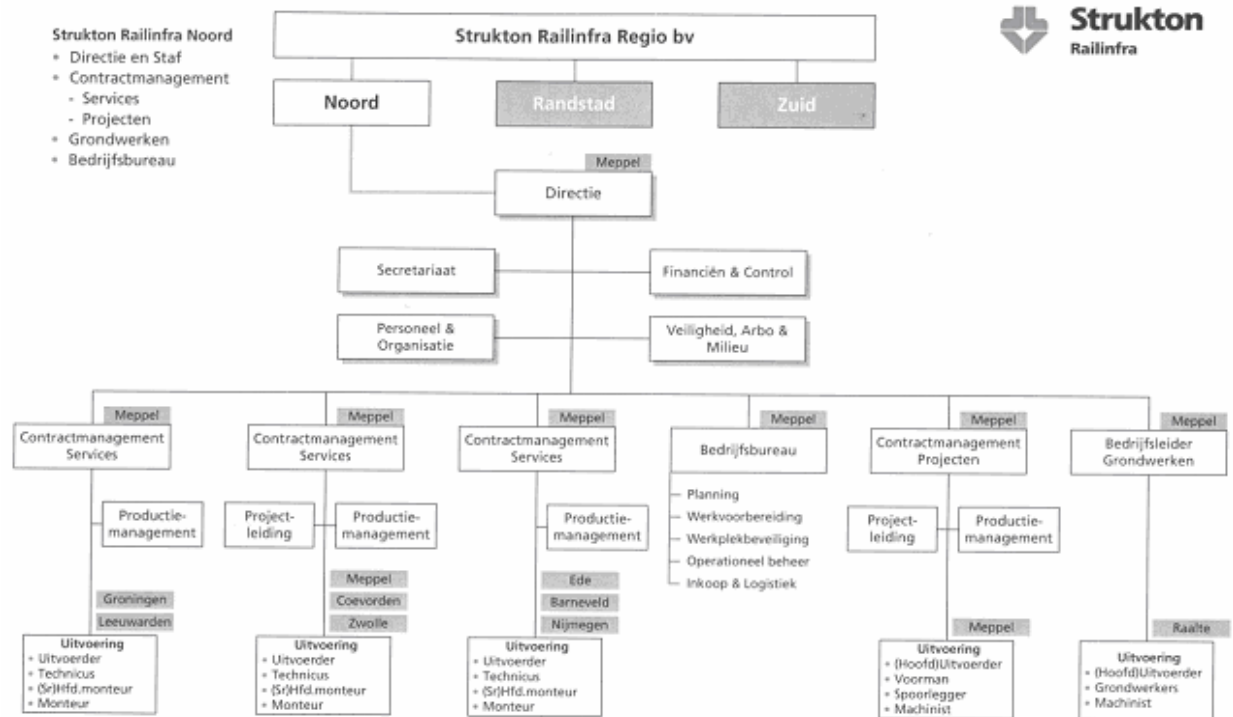 Strukton Railinfra Noord
• Directie en Staf
• Contractmanagement
- Services
- Projecten
• Grondwerken
• Bedrijfsbureau
Strukton Railinfra Regio bv
Strukton
Railinfra
Noord
Randstad
Zuid
Meppel
Directie
Secretariaat
Financiën & Control
Personeel &
Organisatie
Veiligheid, Arbo &
Milieu
Meppel
Contractmanagement
Services
Productie-
management
Groningen
Leeuwarden
Uitvoering
• Uitvoerder
• Technicus
• (Sr)Hfd.monteur
• Monteur
Meppel
Contractmanagement
Services
Project-
leiding
Productie-
management
Meppel
Coevorden
Zwolle
Uitvoering
• Uitvoerder
• Technicus
• (Sr)Hfd.monteur
• Monteur
Meppel
Contractmanagement
Services
Productie-
management
Ede
Barneveld
Nijmegen
Uitvoering
• Uitvoerder
• Technicus
• (Sr)Hfd.monteur
• Monteur
Meppel
Bedrijfsbureau
Planning
Werkvoorbereiding
Werkplekbeveiliging
Operationeel beheer
Inkoop & Logistiek
Meppel
Contractmanagement
Projecten
Project-
leiding
Productie-
management
Meppel
Uitvoering
• (Hoofd)Uitvoerder
• Voorman
• Spoorlegger
• Machinist
Meppel
Bedrijfsleider
Grondwerken
Raalte
Uitvoering
• (Hoofd)Uitvoerder
• Grondwerkers
• Machinist